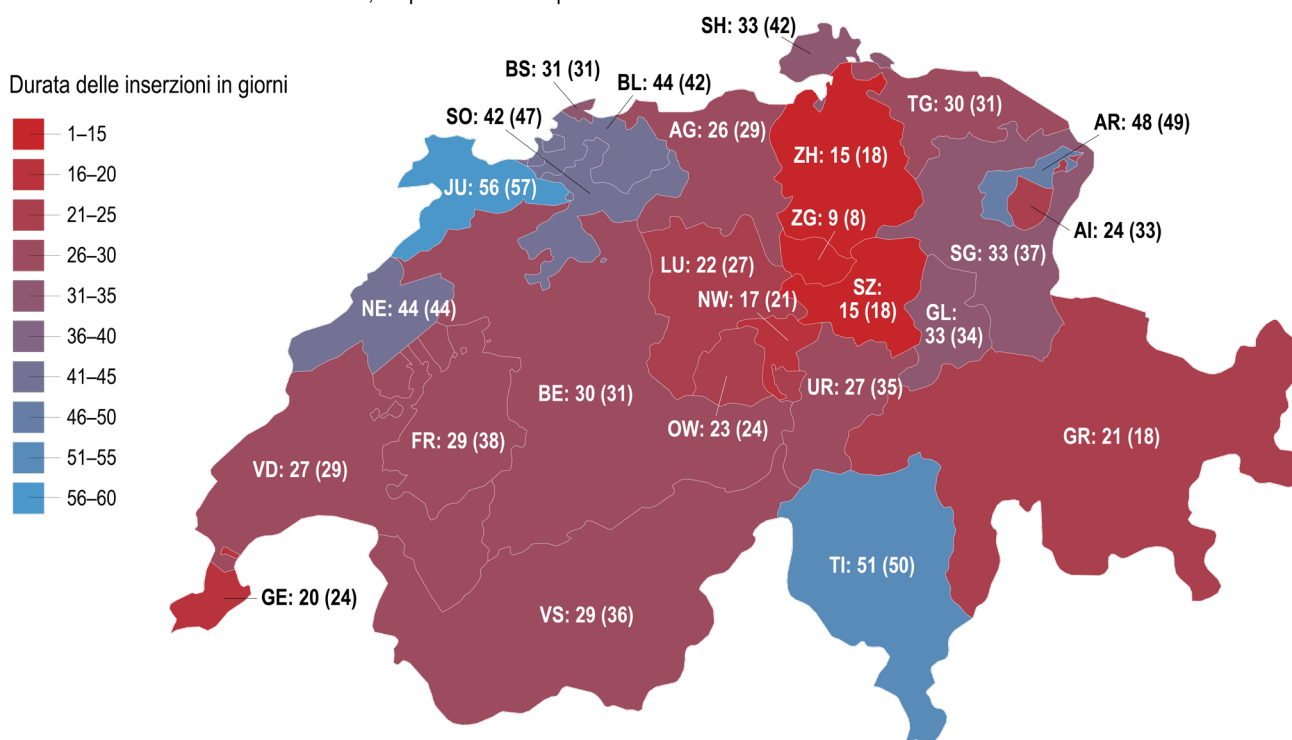 SH: 33 (42)
Durata delle inserzioni in giorni
1–15
16–20
21–25
26–30
31–35
36–40
41–45
46–50
51–55
56–60
BS: 31 (31)
BL: 44 (42)
SO: 42 (47)
AG: 26 (29)
TG: 30 (31)
AR: 48 (49)
ZH: 15 (18)
JU: 56 (57)
ZG: 9 (8)
AI: 24 (33)
SG: 33 (37)
LU: 22 (27)
SZ:
15 (18)
NW: 17 (21)
NE: 44 (44)
GL:
33 (34)
UR: 27 (35)
BE: 30 (31)
OW: 23 (24)
FR: 29 (38)
GR: 21 (18)
VD: 27 (29)
TI: 51 (50)
GE: 20 (24)
VS: 29 (36)